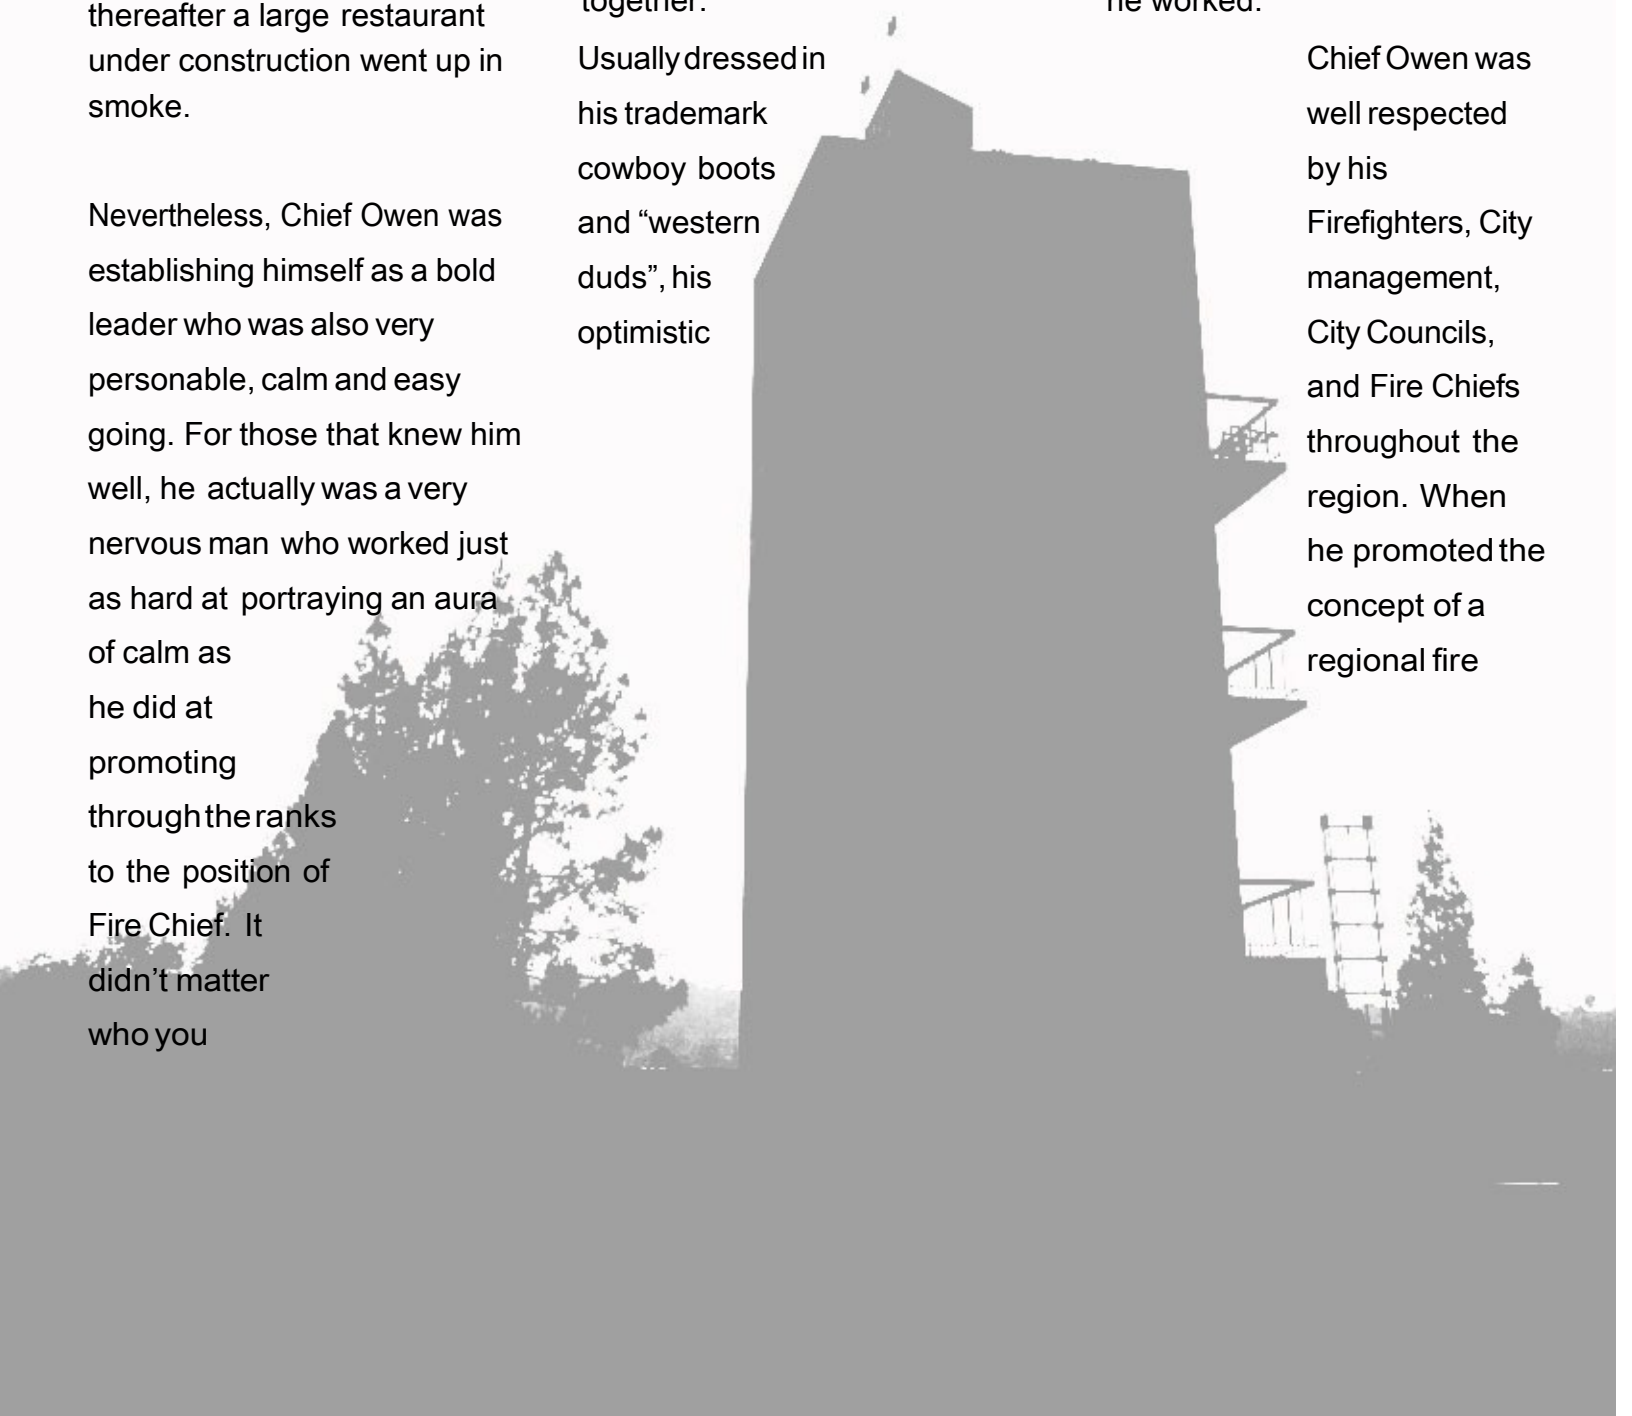 thereafter a large restaurant
under construction went up in
smoke.
Nevertheless, Chief Owen was
establishing himself as a bold
leader who was also very
personable, calm and easy
going. For those that knew him
well, he actually was a very
nervous man who worked just
as hard at portraying an aura
of calm as
he did at
promoting
through the ranks
to the position of
Fire Chief. It
didn’t matter
who you
together.
Usually dressed in
his trademark
cowboy boots
and “western
duds”, his
optimistic
he worked.
Chief Owen was
well respected
by his
Firefighters, City
management,
City Councils,
and Fire Chiefs
throughout the
region. When
he promoted the
concept of a
regional fire